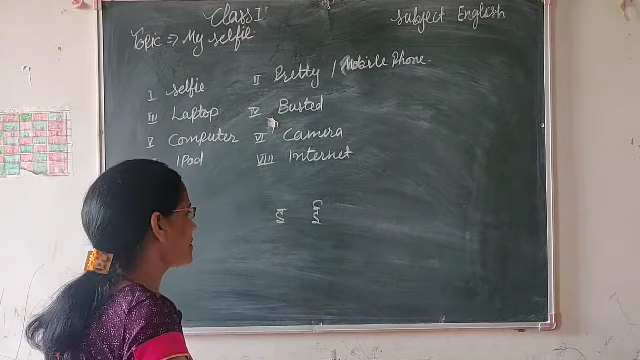 Class I
Subject English
Topic ⇒ My selfie
I selfie II Pretty / Mobile Phone.
III Laptop IV Busted
V Computer VI Camera
IPod VIII Internet